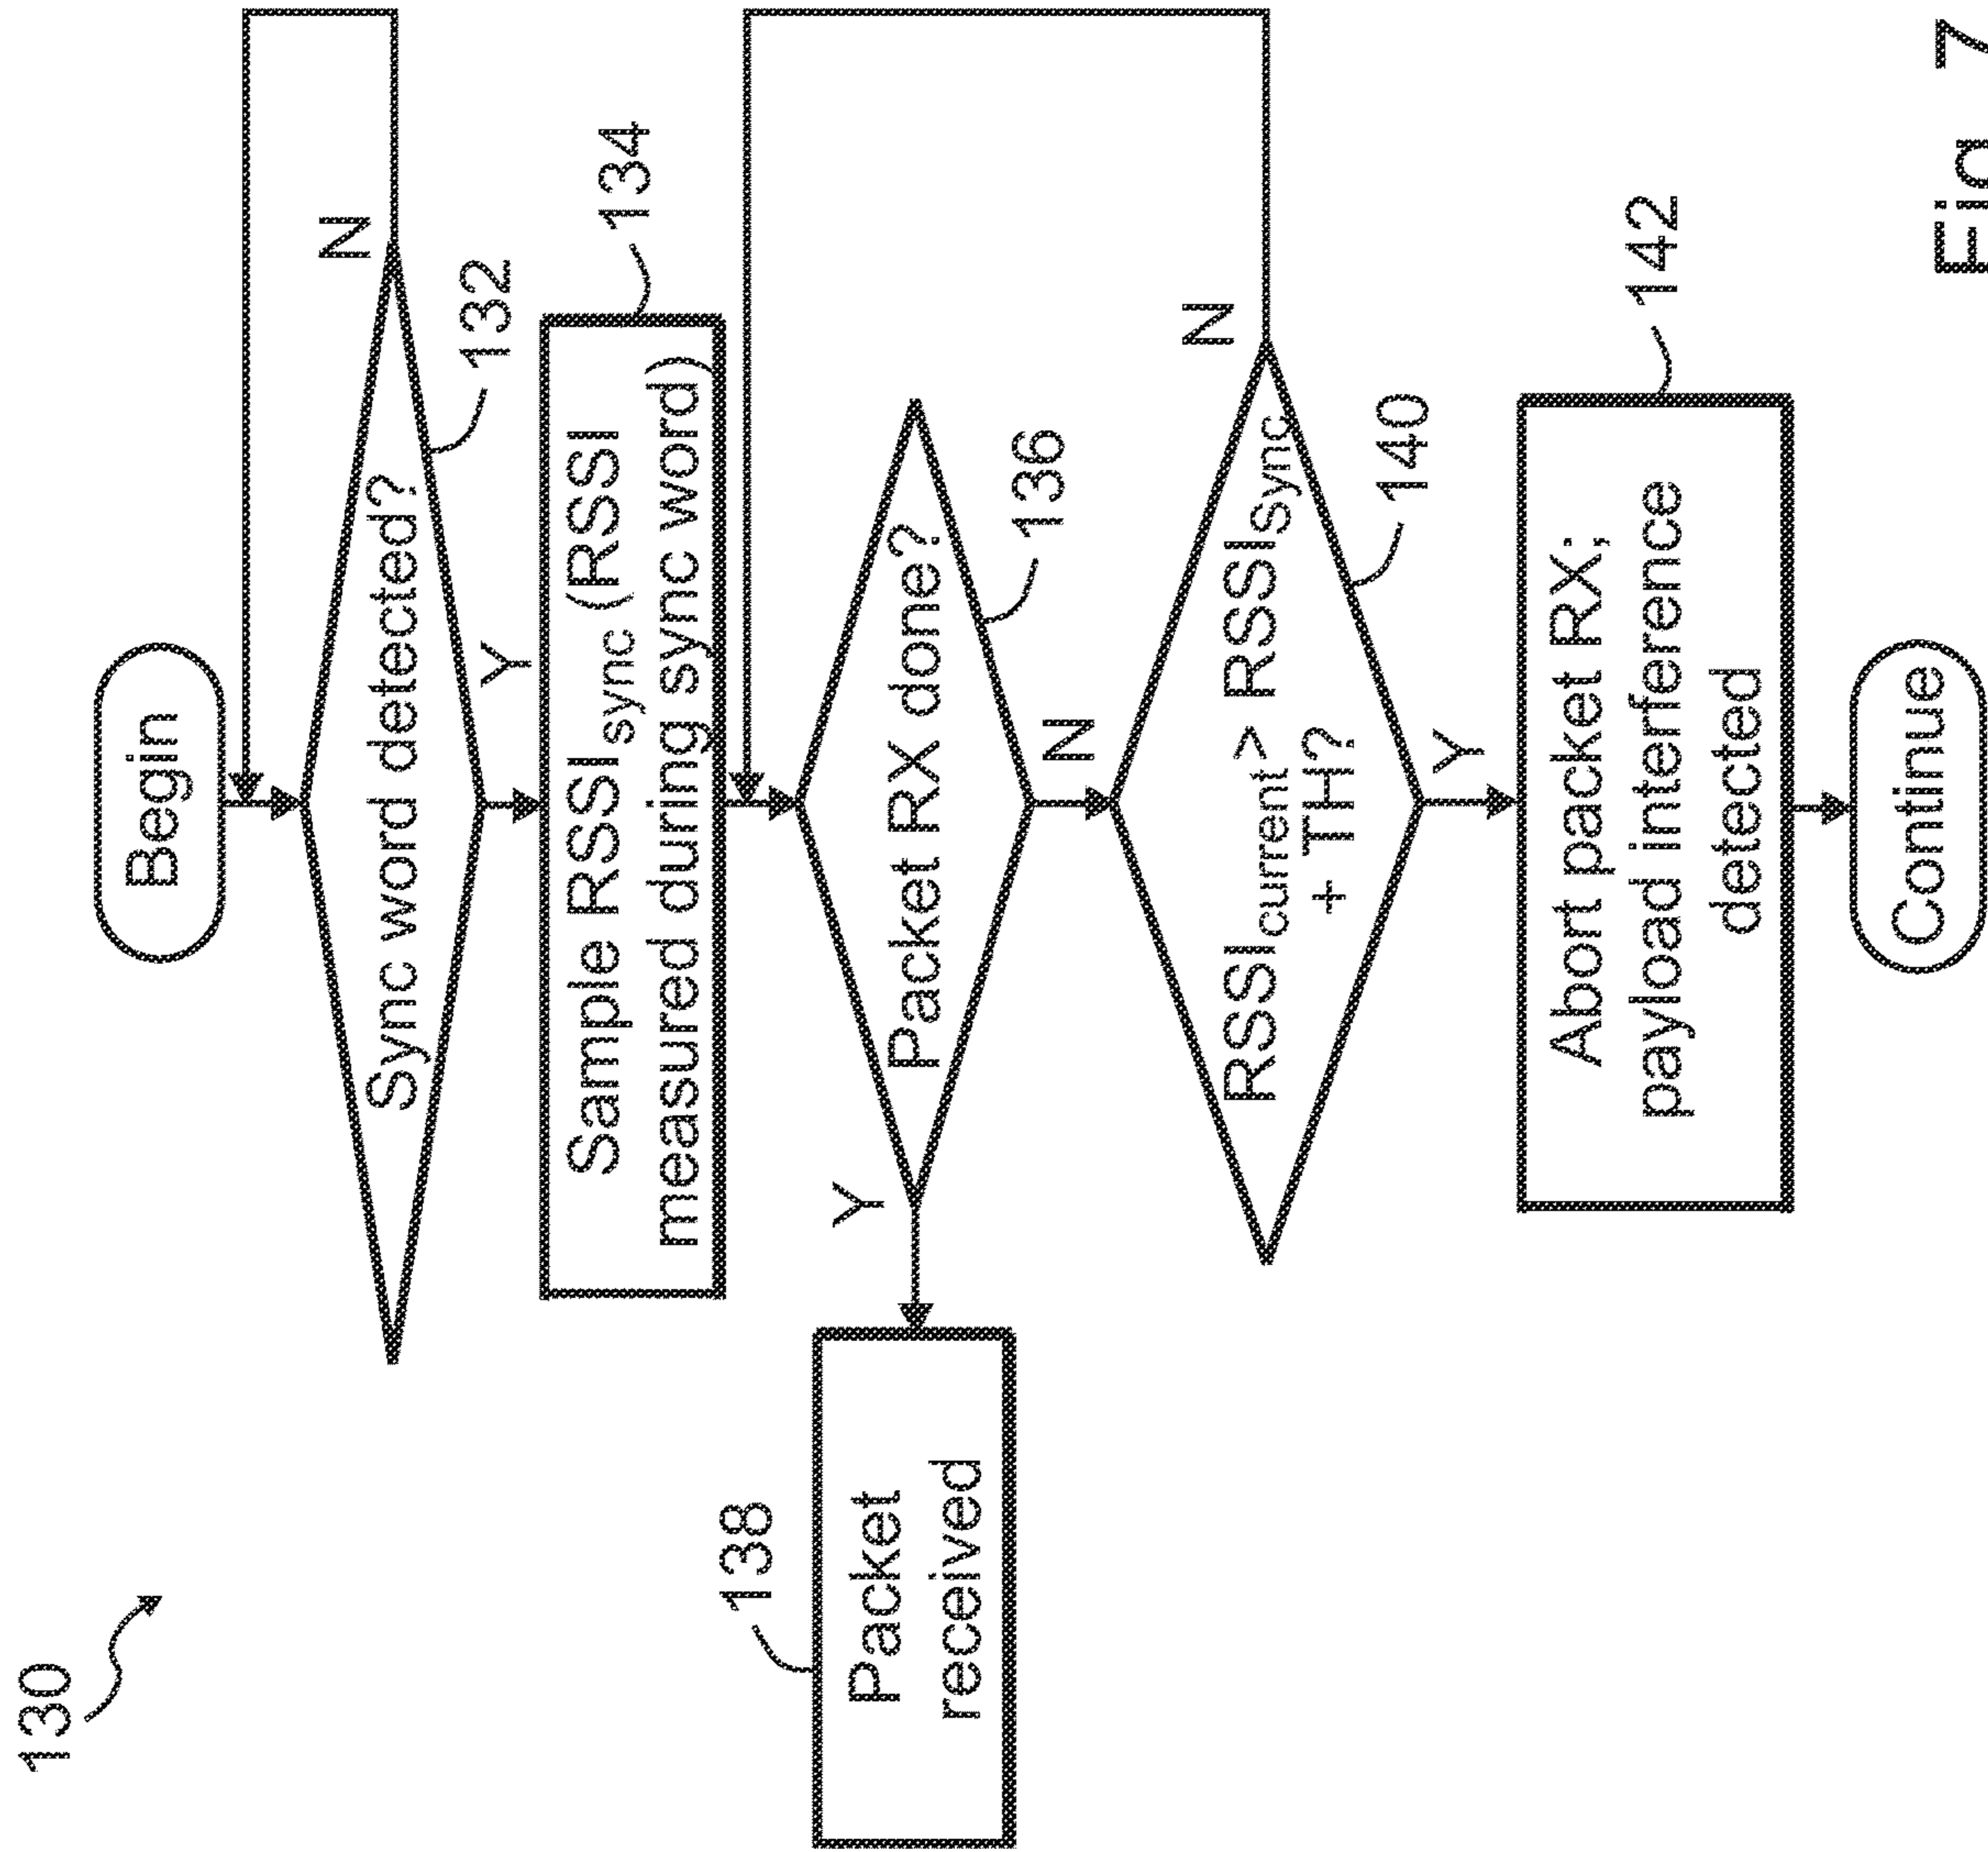 130
Begin
Sync word detected?
N
132
Y
Sample RSSIsync (RSSI
measured during sync word)
134
Packet RX done?
136
Y
138
Packet
received
N
RSSIcurrent> RSSISync
+ TH?
N
140
Y
Abort packet RX;
payload interference
detected
142
Continue
Fig. 7